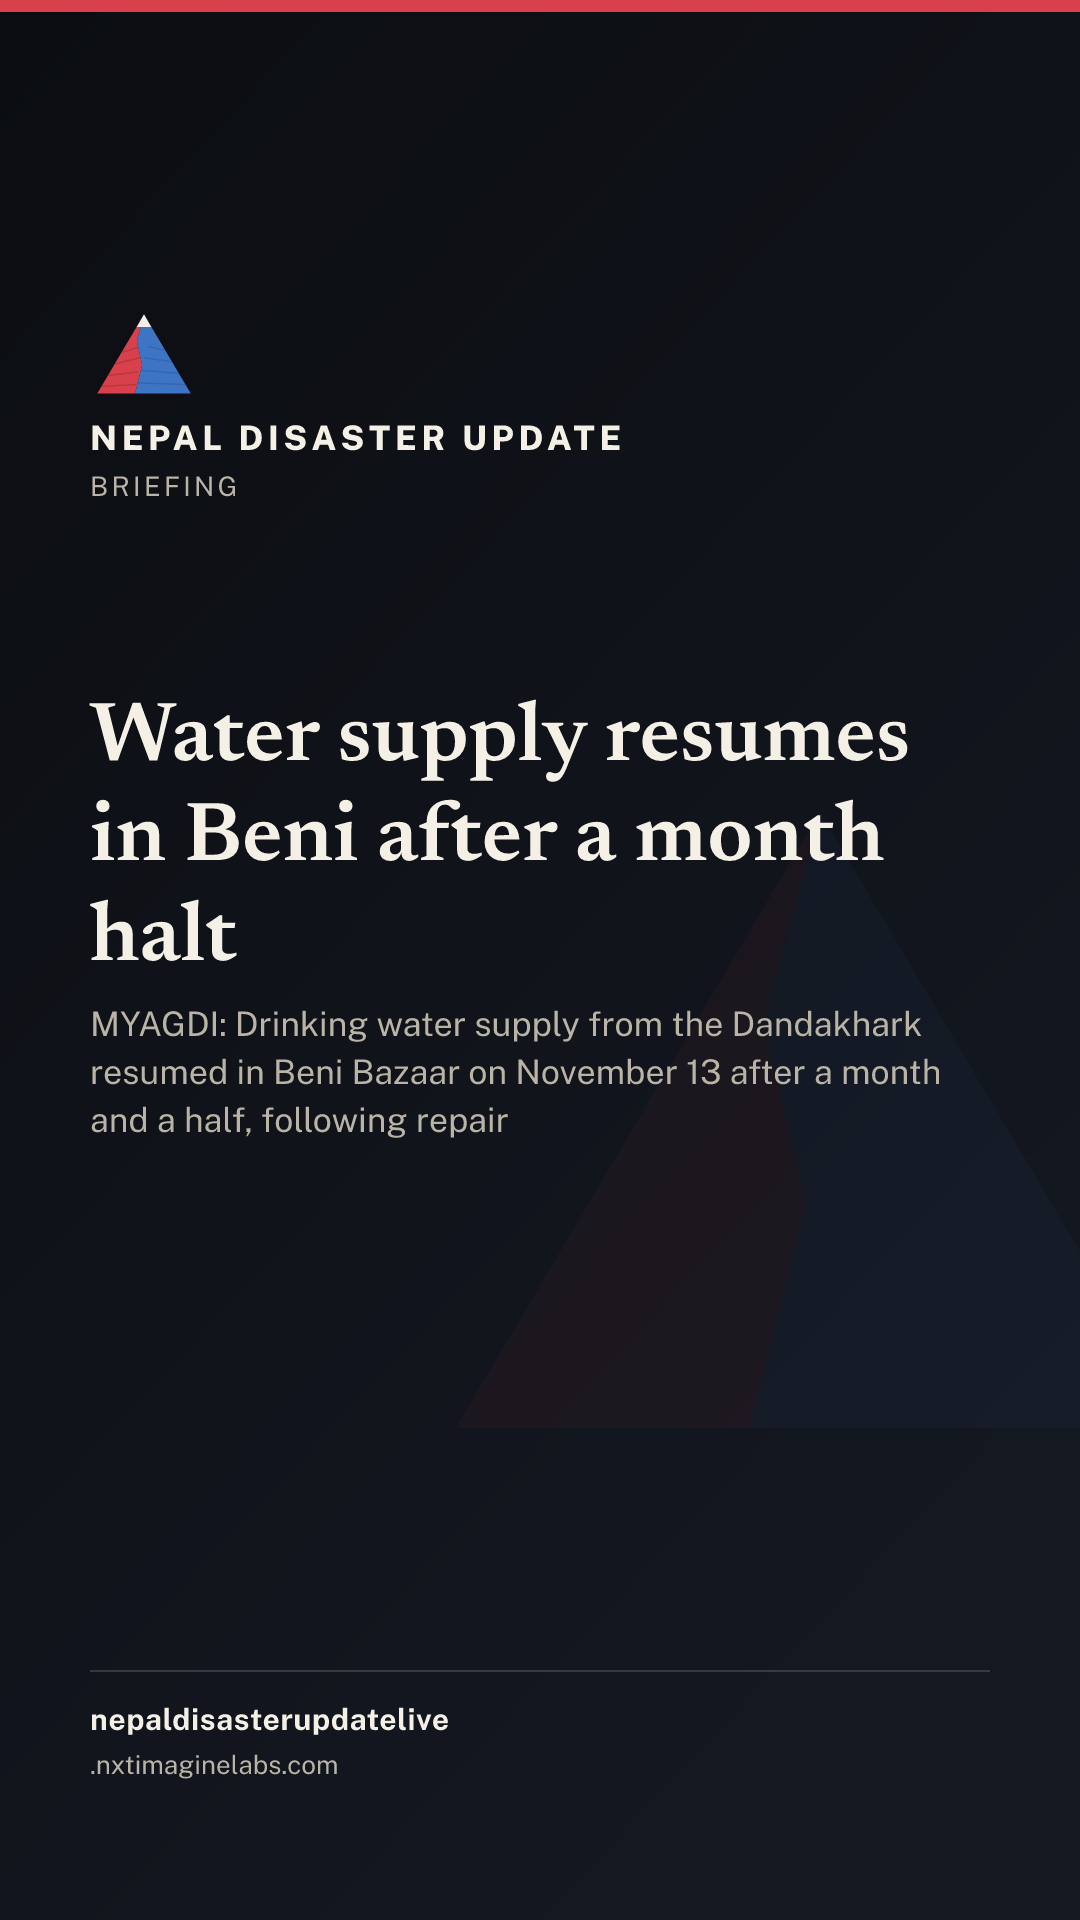 NEPAL DISASTER UPDATE
BRIEFING
Water supply resumes
in Beni after a month
halt
MYAGDI: Drinking water supply from the Dandakhark
resumed in Beni Bazaar on November 13 after a month
and a half, following repair
nepaldisasterupdatelive
.nxtimaginelabs.com